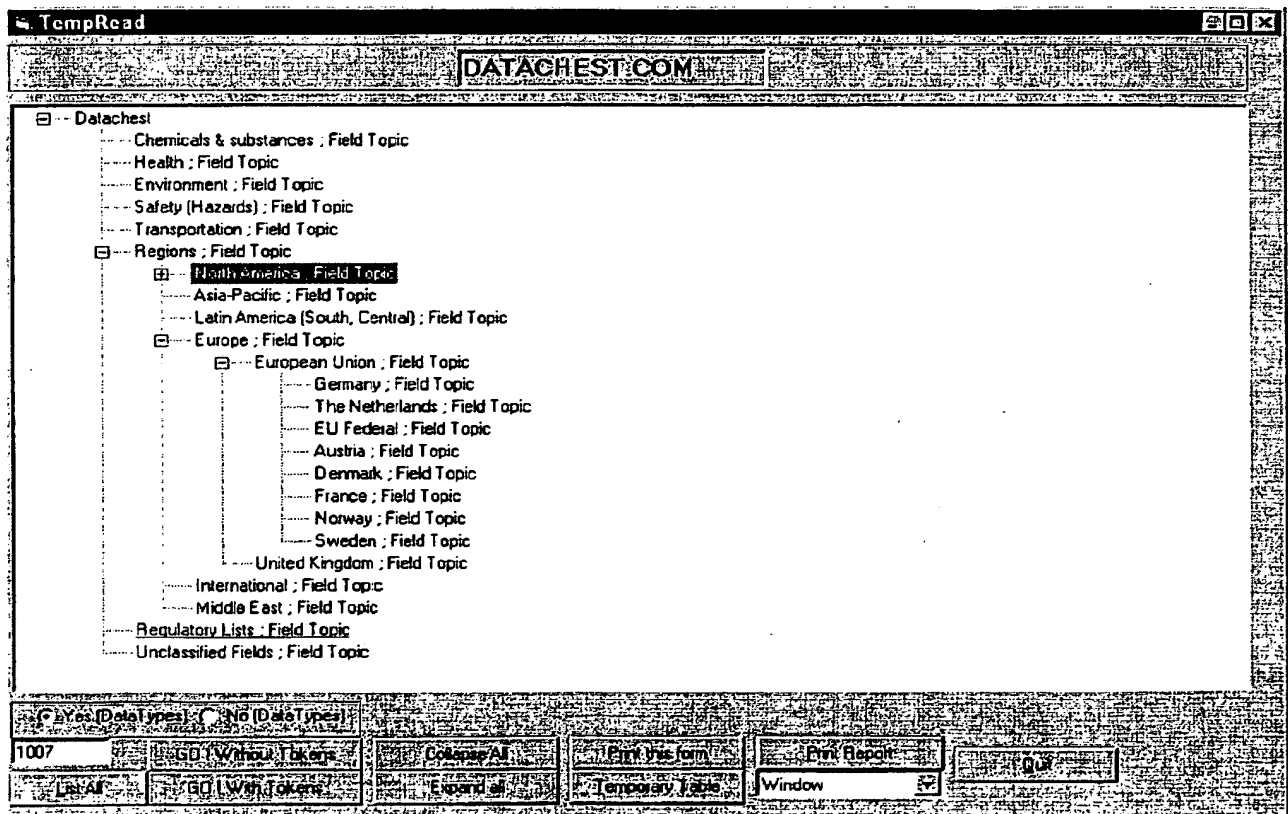 TempRead
DATACHEST.COM
Datachest
Chemicals & substances ; Field Topic
Health ; Field Topic
Environment ; Field Topic
Safety (Hazards) ; Field Topic
Transportation ; Field Topic
Regions ; Field Topic
North America ; Field Topic
Asia-Pacific ; Field Topic
Latin America (South, Central) ; Field Topic
Europe ; Field Topic
European Union ; Field Topic
Germany ; Field Topic
The Netherlands ; Field Topic
EU Federal ; Field Topic
Austria ; Field Topic
Denmark ; Field Topic
France ; Field Topic
Norway ; Field Topic
Sweden ; Field Topic
United Kingdom ; Field Topic
International ; Field Topic
Middle East ; Field Topic
Regulatory Lists ; Field Topic
Unclassified Fields ; Field Topic
Yes (DataTypes) No (DataTypes)
1007 GO ! Without Tokens Collapse All Print this form Print Report Quit
List All GO ! With Tokens Expand all Temporary Table Window